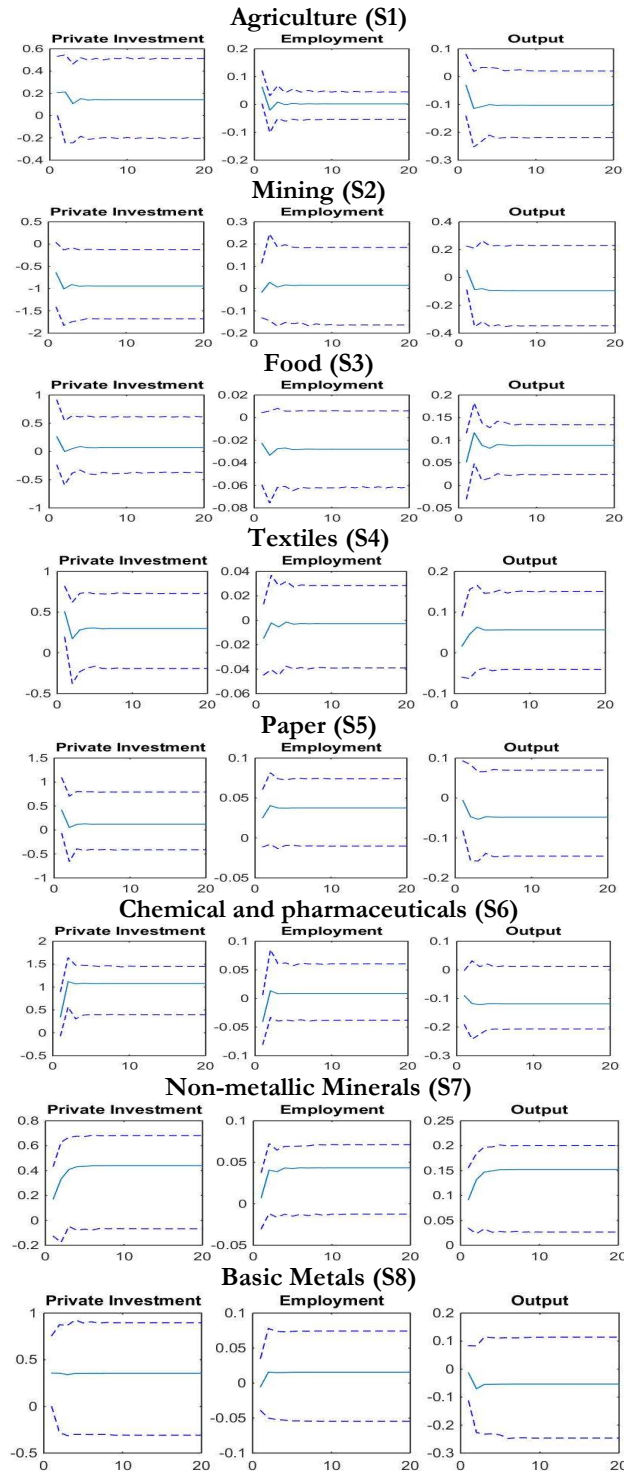 Agriculture (S1)
Private Investment Employment Output
0.6 0.2 0.1
0.4 0.1 0
0.2 0 -0.1
0 -0.1 -0.2
-0.2 -0.2 -0.3
-0.4
0 10 20 0 10 20 0 10 20
Mining (S2)
Private Investment Employment Output
0.5 0.3 0.4
0 0.2 0.2
-0.5 0.1 0
-1 0 -0.2
-1.5 -0.1 -0.4
-2 -0.2
0 10 20 0 10 20 0 10 20
Food (S3)
Private Investment Employment Output
1 0.02 0.2
0.5 0 0.15
0 -0.02 0.1
-0.5 -0.04 0.05
-1 -0.06 0
-0.08 -0.05
0 10 20 0 10 20 0 10 20
Textiles (S4)
Private Investment Employment Output
1 0.04 0.2
0.5 0.02 0.1
0 0 0
-0.5 -0.02 -0.1
-0.04
-0.06
0 10 20 0 10 20 0 10 20
Paper (S5)
Private Investment Employment Output
1.5 0.1 0.1
1 0.05 0
0.5 0 -0.1
0 -0.05 -0.2
-0.5
-1
0 10 20 0 10 20 0 10 20
Chemical and pharmaceuticals (S6)
Private Investment Employment Output
2 0.1 0.1
1.5 0.05 0
1 0 -0.1
0.5 -0.05 -0.2
0 -0.1 -0.3
-0.5
0 10 20 0 10 20 0 10 20
Non-metallic Minerals (S7)
Private Investment Employment Output
0.8 0.1 0.25
0.6 0.05 0.2
0.4 0 0.15
0.2 -0.05 0.1
0 0.05
-0.2 0
0 10 20 0 10 20 0 10 20
Basic Metals (S8)
Private Investment Employment Output
1 0.1 0.2
0.5 0.05 0.1
0 0 0
-0.5 -0.05 -0.1
-0.1 -0.2
-0.3
0 10 20 0 10 20 0 10 20